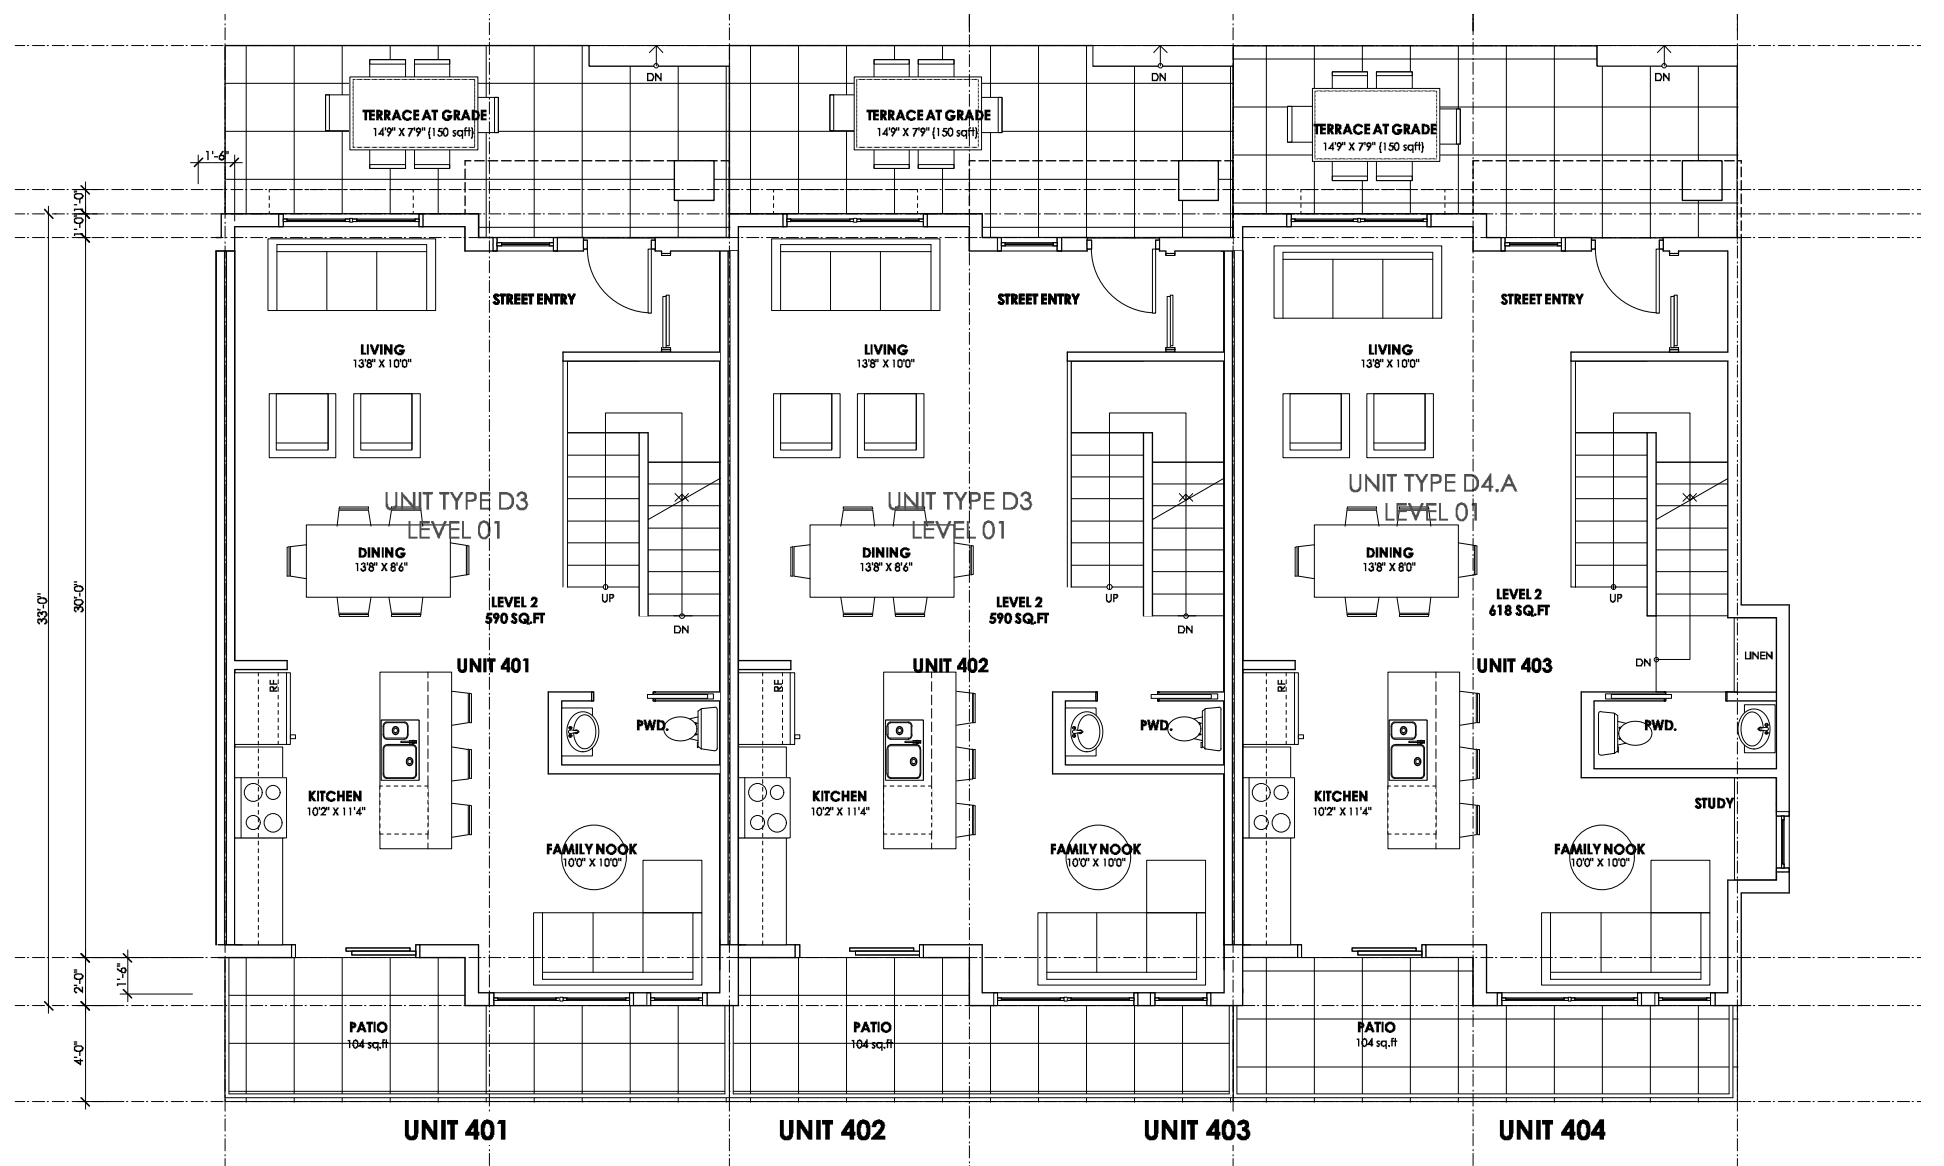 DN
DN
DN
TERRACE AT GRADE
14'9" X 7'9" (150 sqft)
TERRACE AT GRADE
14'9" X 7'9" (150 sqft)
TERRACE AT GRADE
14'9" X 7'9" (150 sqft)
1'-6"
1'-0"
1'-0"
33'-0"
30'-0"
2'-0"
1'-6"
4'-0"
STREET ENTRY
STREET ENTRY
STREET ENTRY
LIVING
13'8" X 10'0"
LIVING
13'8" X 10'0"
LIVING
13'8" X 10'0"
UNIT TYPE D3
LEVEL 01
UNIT TYPE D3
LEVEL 01
UNIT TYPE D4.A
LEVEL 01
DINING
13'8" X 8'6"
DINING
13'8" X 8'6"
DINING
13'8" X 8'0"
UP
UP
UP
LEVEL 2
590 SQ.FT
LEVEL 2
590 SQ.FT
LEVEL 2
618 SQ.FT
DN
DN
DN
LINEN
UNIT 401
UNIT 402
UNIT 403
RF
RF
RF
PWD.
PWD.
PWD.
KITCHEN
10'2" X 11'4"
KITCHEN
10'2" X 11'4"
KITCHEN
10'2" X 11'4"
STUDY
FAMILY NOOK
10'0" X 10'0"
FAMILY NOOK
10'0" X 10'0"
FAMILY NOOK
10'0" X 10'0"
PATIO
104 sq.ft
PATIO
104 sq.ft
PATIO
104 sq.ft
UNIT 401
UNIT 402
UNIT 403
UNIT 404